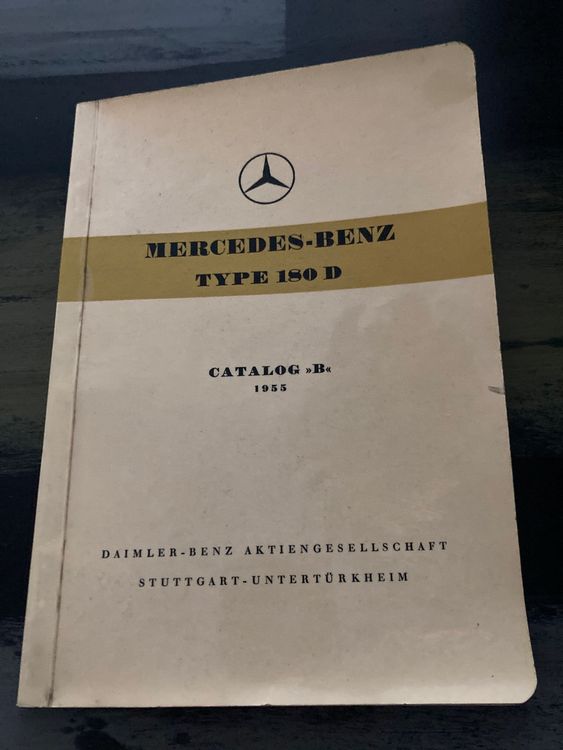 MERCEDES-BENZ
TYPE 180 D
CATALOG »B«
1955
DAIMLER-BENZ AKTIENGESELLSCHAFT
STUTTGART-UNTERTÜRKHEIM